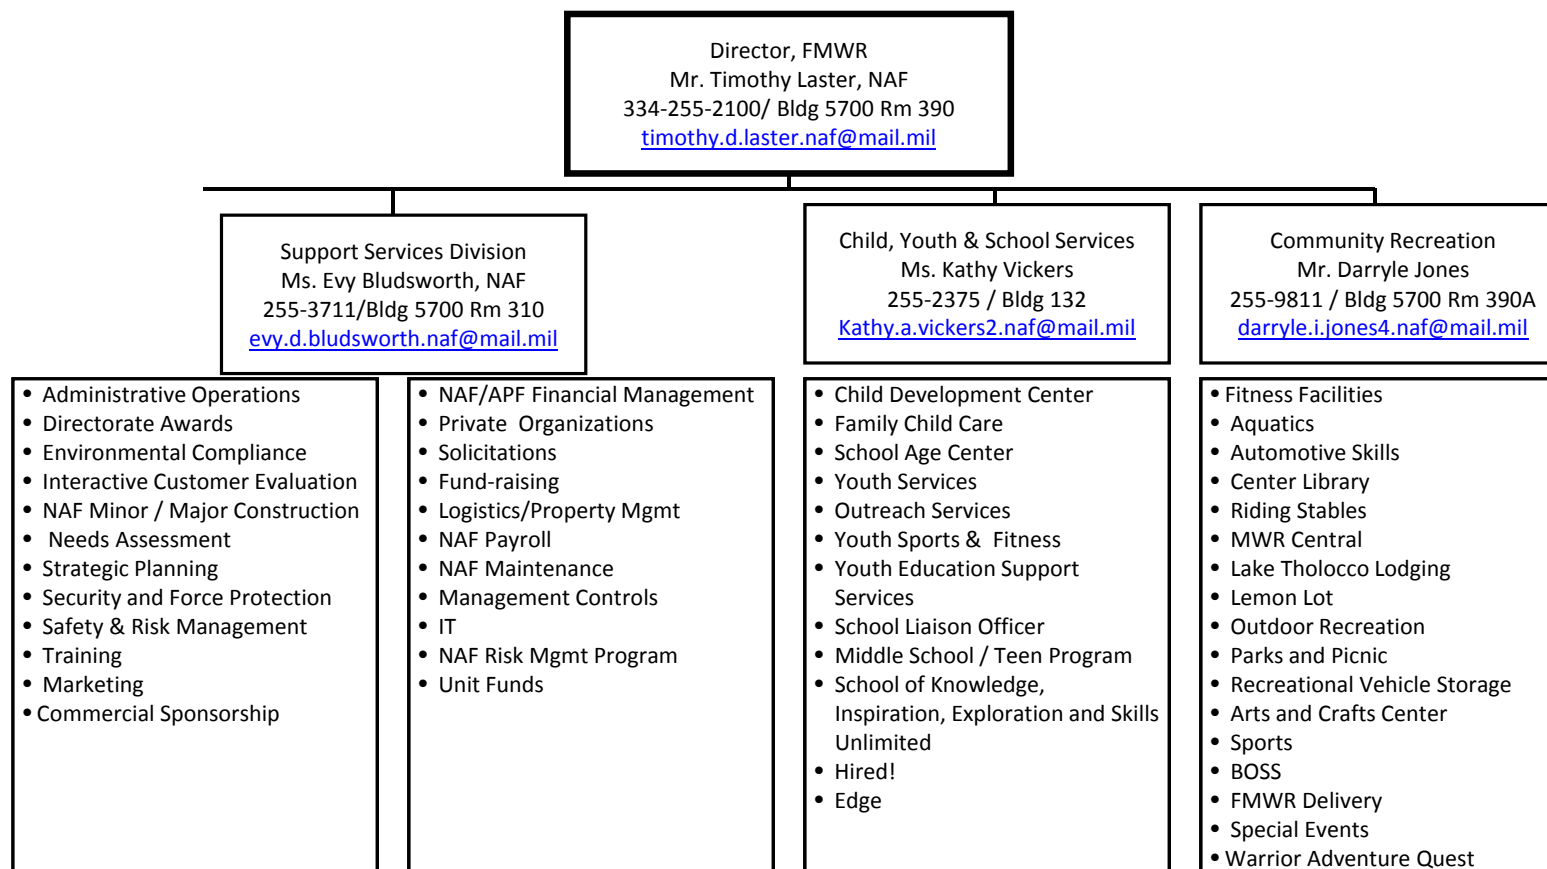 Director, FMWR
Mr. Timothy Laster, NAF
334-255-2100/ Bldg 5700 Rm 390
timothy.d.laster.naf@mail.mil
Support Services Division
Ms. Evy Bludsworth, NAF
255-3711/Bldg 5700 Rm 310
evy.d.bludsworth.naf@mail.mil
Child, Youth & School Services
Ms. Kathy Vickers
255-2375 / Bldg 132
Kathy.a.vickers2.naf@mail.mil
Community Recreation
Mr. Darryle Jones
255-9811 / Bldg 5700 Rm 390A
darryle.i.jones4.naf@mail.mil
• Administrative Operations
• Directorate Awards
• Environmental Compliance
• Interactive Customer Evaluation
• NAF Minor / Major Construction
• Needs Assessment
• Strategic Planning
• Security and Force Protection
• Safety & Risk Management
• Training
• Marketing
• Commercial Sponsorship
• NAF/APF Financial Management
• Private Organizations
• Solicitations
• Fund-raising
• Logistics/Property Mgmt
• NAF Payroll
• NAF Maintenance
• Management Controls
• IT
• NAF Risk Mgmt Program
• Unit Funds
• Child Development Center
• Family Child Care
• School Age Center
• Youth Services
• Outreach Services
• Youth Sports & Fitness
• Youth Education Support
Services
• School Liaison Officer
• Middle School / Teen Program
• School of Knowledge,
Inspiration, Exploration and Skills
Unlimited
• Hired!
• Edge
• Fitness Facilities
• Aquatics
• Automotive Skills
• Center Library
• Riding Stables
• MWR Central
• Lake Tholocco Lodging
• Lemon Lot
• Outdoor Recreation
• Parks and Picnic
• Recreational Vehicle Storage
• Arts and Crafts Center
• Sports
• BOSS
• FMWR Delivery
• Special Events
• Warrior Adventure Quest